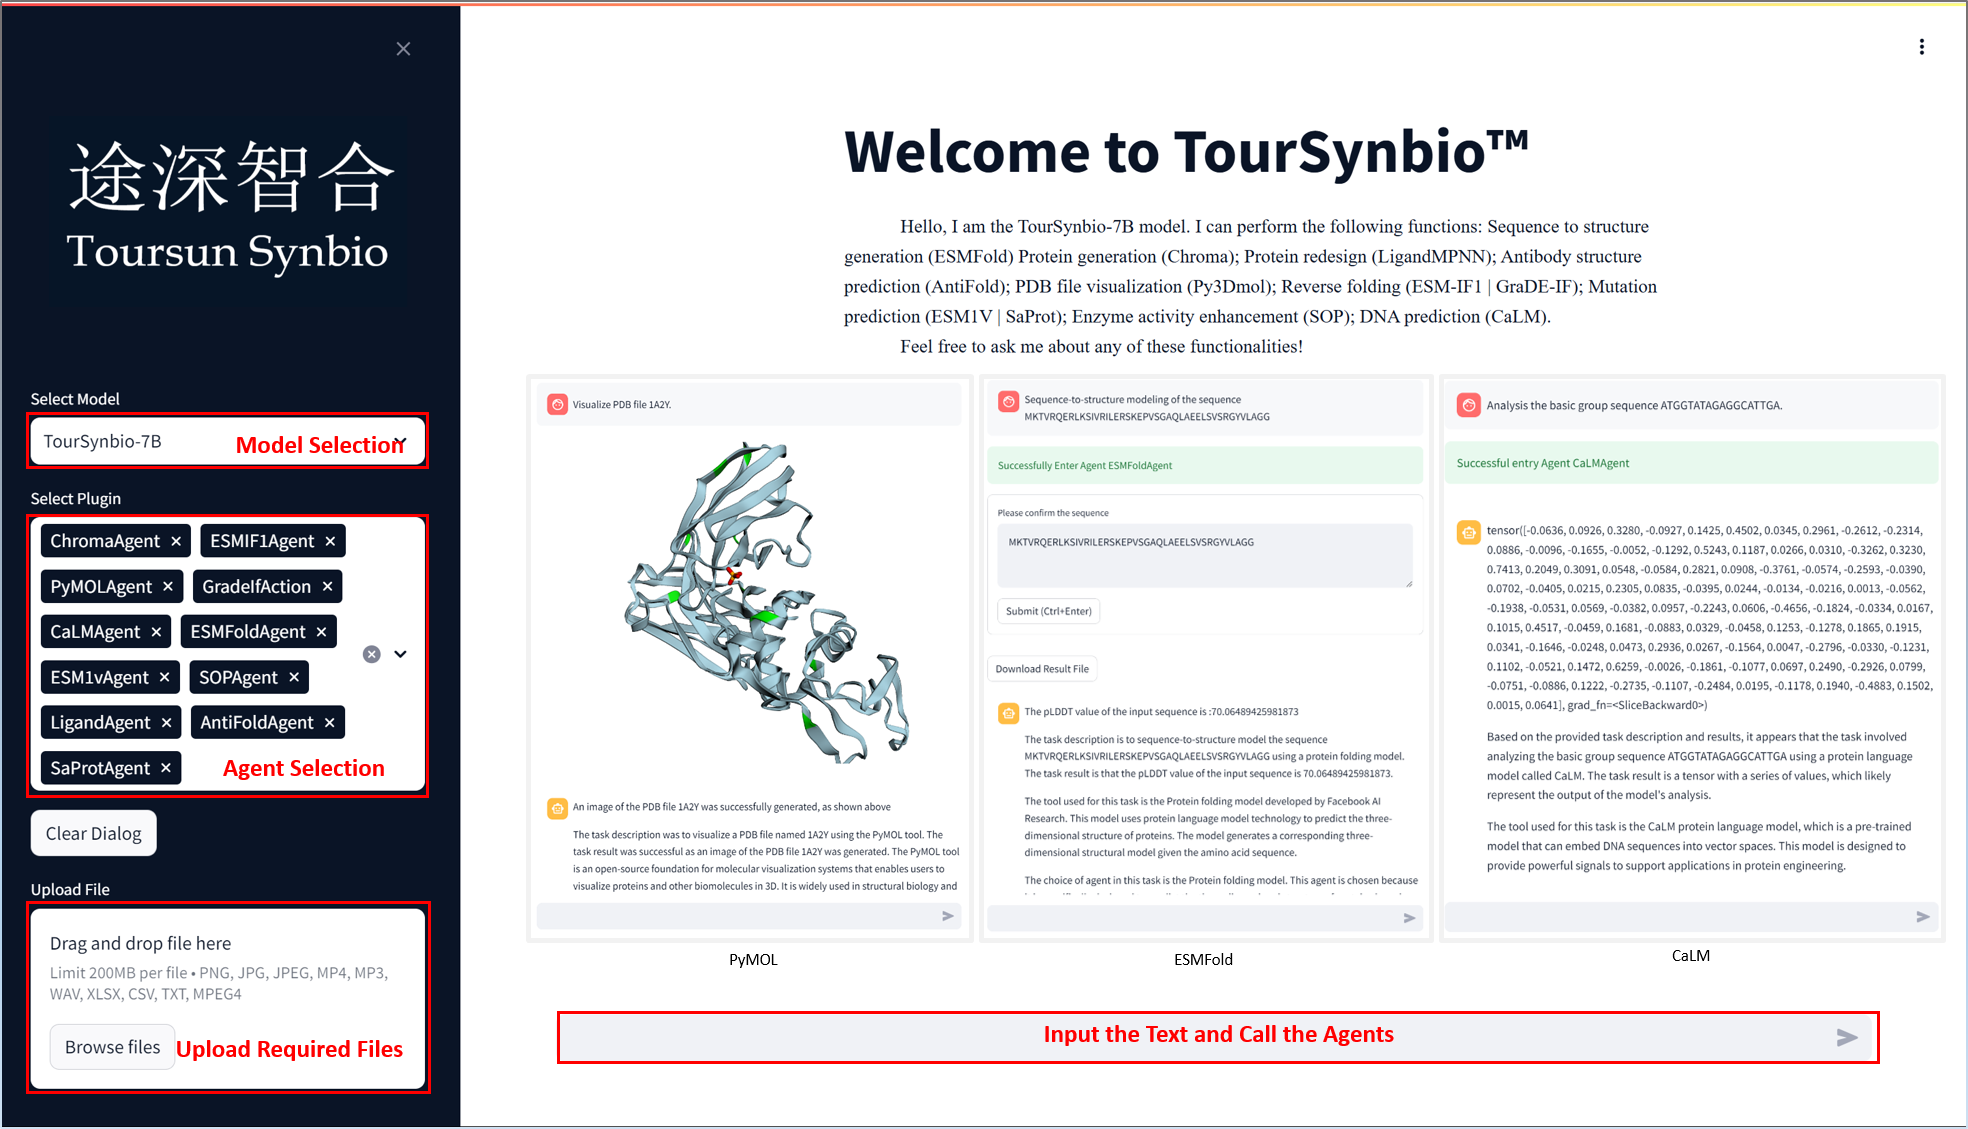 途深智合
Toursun Synbio
Select Model
TourSynbio-7B
Model Selection
Select Plugin
ChromaAgent ×
ESMIF1Agent ×
PyMOLAgent ×
GradeIfAction ×
CaLMAgent ×
ESMFoldAgent ×
ESM1vAgent ×
SOPAgent ×
LigandAgent ×
AntiFoldAgent ×
SaProtAgent ×
Agent Selection
Clear Dialog
Upload File
Drag and drop file here
Limit 200MB per file • PNG, JPG, JPEG, MP4, MP3,
WAV, XLSX, CSV, TXT, MPEG4
Browse files
Upload Required Files
Welcome to TourSynbio™
Hello, I am the TourSynbio-7B model. I can perform the following functions: Sequence to structure
generation (ESMFold) Protein generation (Chroma); Protein redesign (LigandMPNN); Antibody structure
prediction (AntiFold); PDB file visualization (Py3Dmol); Reverse folding (ESM-IF1 | GraDE-IF); Mutation
prediction (ESM1V | SaProt); Enzyme activity enhancement (SOP); DNA prediction (CaLM).
Feel free to ask me about any of these functionalities!
Visualize PDB file 1A2Y.
An image of the PDB file 1A2Y was successfully generated, as shown above
The task description was to visualize a PDB file named 1A2Y using the PyMOL tool. The
task result was successful as an image of the PDB file 1A2Y was generated. The PyMOL tool
is an open-source foundation for molecular visualization systems that enables users to
visualize proteins and other biomolecules in 3D. It is widely used in structural biology and
PyMOL
Sequence-to-structure modeling of the sequence
MKTVRQERLKSIVRILERSKEPVSGAQLAEELSVSRGYVLAGG
Successfully Enter Agent ESMFoldAgent
Please confirm the sequence
MKTVRQERLKSIVRILERSKEPVSGAQLAEELSVSRGYVLAGG
Submit (Ctrl+Enter)
Download Result File
The pLDDT value of the input sequence is :70.06489425981873
The task description is to sequence-to-structure model the sequence
MKTVRQERLKSIVRILERSKEPVSGAQLAEELSVSRGYVLAGG using a protein folding model.
The task result is that the pLDDT value of the input sequence is 70.06489425981873.
The tool used for this task is the Protein folding model developed by Facebook AI
Research. This model uses protein language model technology to predict the three-
dimensional structure of proteins. The model generates a corresponding three-
dimensional structural model given the amino acid sequence.
The choice of agent in this task is the Protein folding model. This agent is chosen because
ESMFold
Analysis the basic group sequence ATGGTATAGAGGCATTGA.
Successful entry Agent CaLMAgent
tensor([-0.0636, 0.0926, 0.3280, -0.0927, 0.1425, 0.4502, 0.0345, 0.2961, -0.2612, -0.2314,
0.0886, -0.0096, -0.1655, -0.0052, -0.1292, 0.5243, 0.1187, 0.0266, 0.0310, -0.3262, 0.3230,
0.7413, 0.2049, 0.3091, 0.0548, -0.0584, 0.2821, 0.0908, -0.3761, -0.0574, -0.2593, -0.0390,
0.0702, -0.0405, 0.0215, 0.2305, 0.0835, -0.0395, 0.0244, -0.0134, -0.0216, 0.0013, -0.0562,
-0.1938, -0.0531, 0.0569, -0.0382, 0.0957, -0.2243, 0.0606, -0.4656, -0.1824, -0.0334, 0.0167,
0.1015, 0.4517, -0.0459, 0.1681, -0.0883, 0.0329, -0.0458, 0.1253, -0.1278, 0.1865, 0.1915,
0.0341, -0.1646, -0.0248, 0.0473, 0.2936, 0.0267, -0.1564, 0.0047, -0.2796, -0.0330, -0.1231,
0.1102, -0.0521, 0.1472, 0.6259, -0.0026, -0.1861, -0.1077, 0.0697, 0.2490, -0.2926, 0.0799,
-0.0751, -0.0886, 0.1222, -0.2735, -0.1107, -0.2484, 0.0195, -0.1178, 0.1940, -0.4883, 0.1502,
0.0015, 0.0641], grad_fn=<SliceBackward0>)
Based on the provided task description and results, it appears that the task involved
analyzing the basic group sequence ATGGTATAGAGGCATTGA using a protein language
model called CaLM. The task result is a tensor with a series of values, which likely
represent the output of the model's analysis.
The tool used for this task is the CaLM protein language model, which is a pre-trained
model that can embed DNA sequences into vector spaces. This model is designed to
provide powerful signals to support applications in protein engineering.
CaLM
Input the Text and Call the Agents